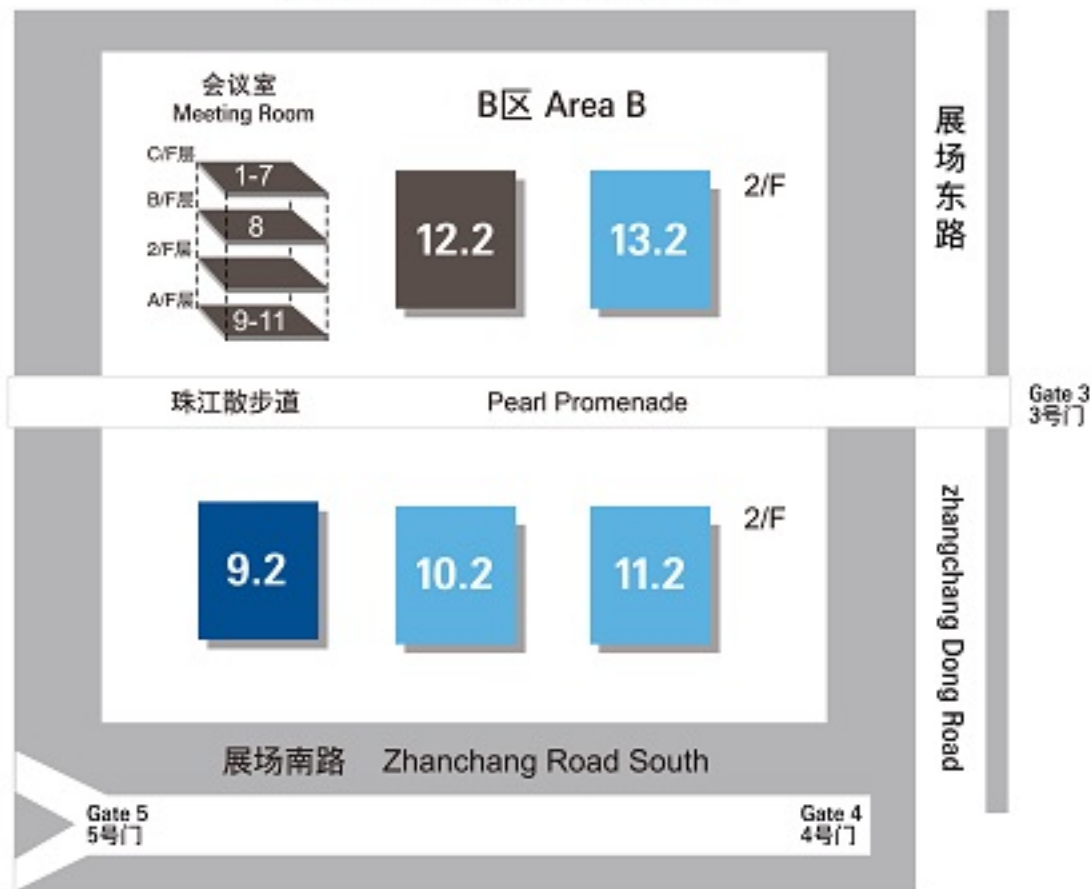 会议室
Meeting Room
B区 Area B
C/F层
1-7
B/F层
8
2/F层
A/F层
9-11
12.2
13.2
2/F
展场东路
珠江散步道 Pearl Promenade
Gate 3
3号门
9.2
10.2
11.2
2/F
zhangchang Dong Road
展场南路 Zhanchang Road South
Gate 5
5号门
Gate 4
4号门